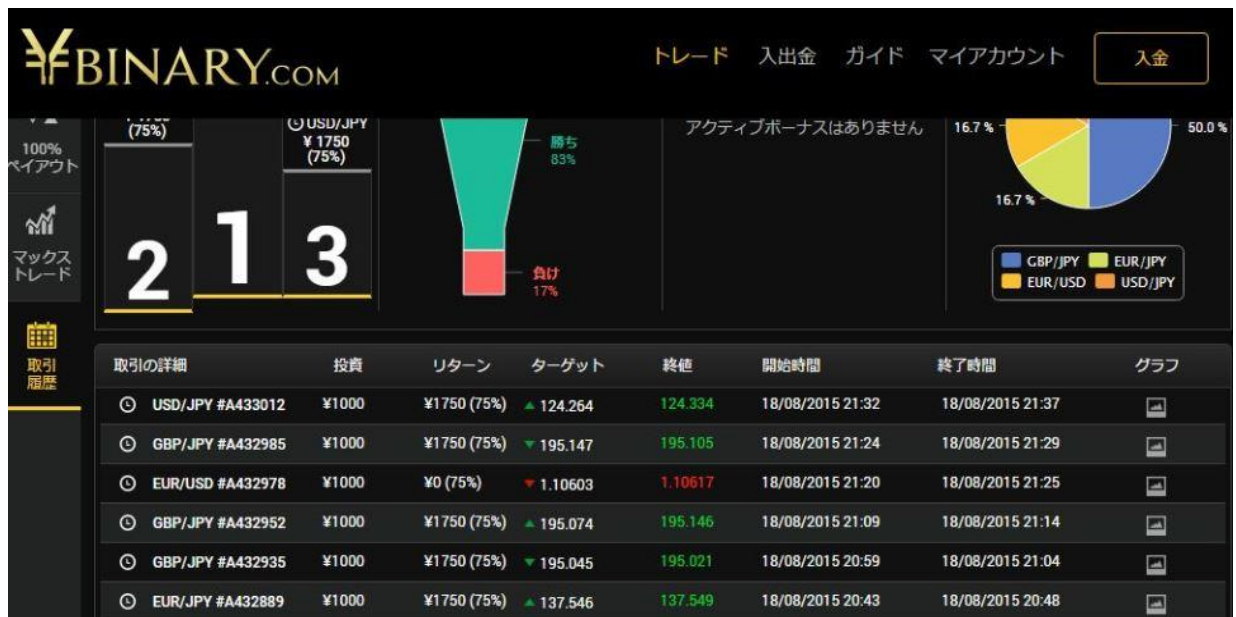 ¥BINARY.COM
トレード 入出金 ガイド マイアカウント 入金
(75%)
USD/JPY
¥ 1750
(75%)
100%
ペイアウト
マックス
トレード
取引
履歴
2 1 3
勝ち
83%
負け
17%
アクティブボーナスはありません
16.7 %
50.0 %
16.7 %
GBP/JPY EUR/JPY
EUR/USD USD/JPY
取引の詳細 投資 リターン ターゲット 終値 開始時間 終了時間 グラフ
USD/JPY #A433012 ¥1000 ¥1750 (75%) ▲ 124.264 124.334 18/08/2015 21:32 18/08/2015 21:37
GBP/JPY #A432985 ¥1000 ¥1750 (75%) ▼ 195.147 195.105 18/08/2015 21:24 18/08/2015 21:29
EUR/USD #A432978 ¥1000 ¥0 (75%) ▼ 1.10603 1.10617 18/08/2015 21:20 18/08/2015 21:25
GBP/JPY #A432952 ¥1000 ¥1750 (75%) ▲ 195.074 195.146 18/08/2015 21:09 18/08/2015 21:14
GBP/JPY #A432935 ¥1000 ¥1750 (75%) ▼ 195.045 195.021 18/08/2015 20:59 18/08/2015 21:04
EUR/JPY #A432889 ¥1000 ¥1750 (75%) ▲ 137.546 137.549 18/08/2015 20:43 18/08/2015 20:48